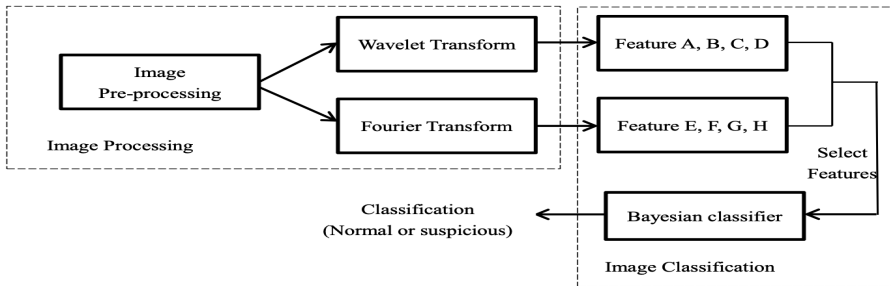 Image
Pre-processing
Wavelet Transform
Fourier Transform
Image Processing
Feature A, B, C, D
Feature E, F, G, H
Select
Features
Bayesian classifier
Classification
(Normal or suspicious)
Image Classification